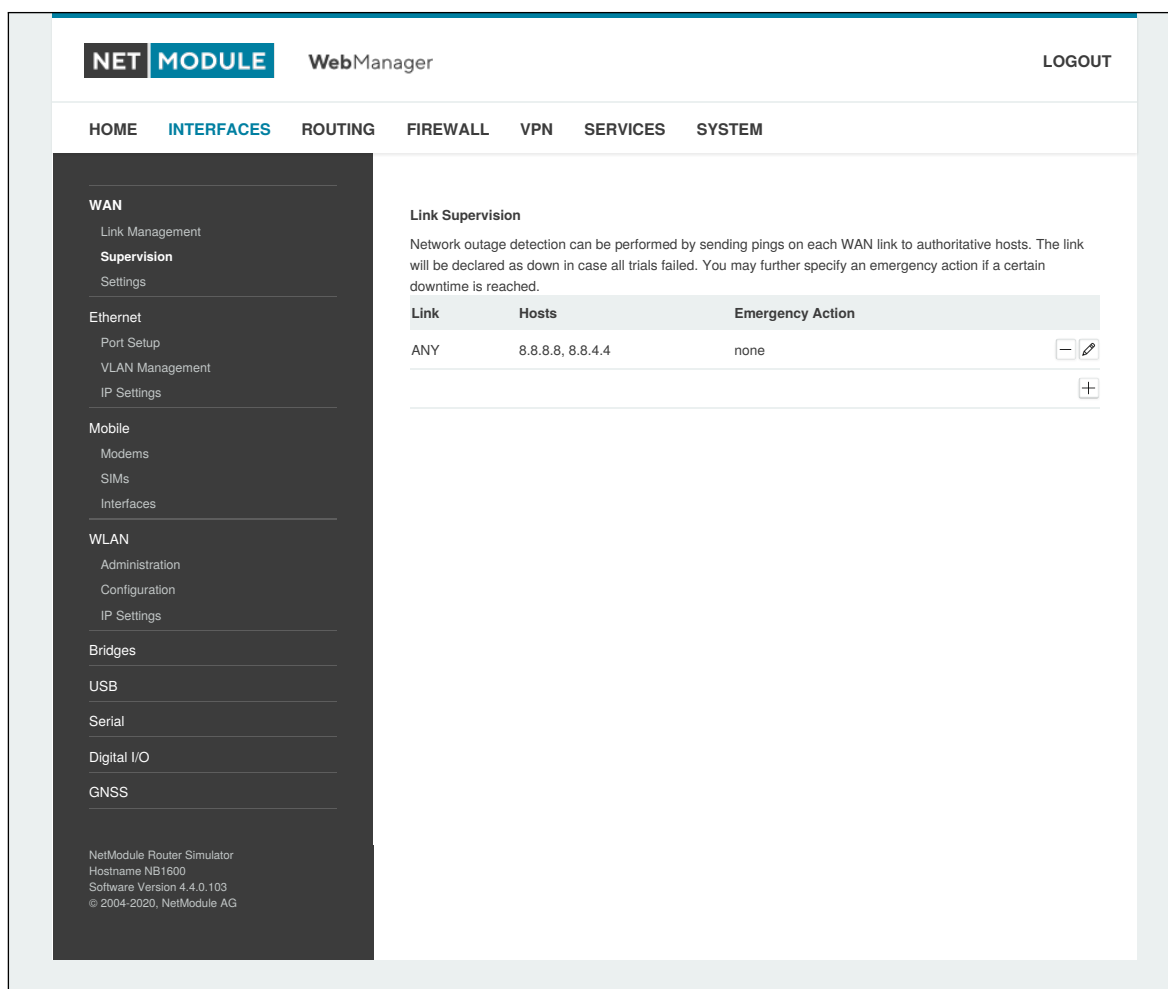 NET MODULE WebManager LOGOUT
HOME INTERFACES ROUTING FIREWALL VPN SERVICES SYSTEM
WAN
Link Management
Supervision
Settings
Ethernet
Port Setup
VLAN Management
IP Settings
Mobile
Modems
SIMs
Interfaces
WLAN
Administration
Configuration
IP Settings
Bridges
USB
Serial
Digital I/O
GNSS
NetModule Router Simulator
Hostname NB1600
Software Version 4.4.0.103
© 2004-2020, NetModule AG
Link Supervision
Network outage detection can be performed by sending pings on each WAN link to authoritative hosts. The link
will be declared as down in case all trials failed. You may further specify an emergency action if a certain
downtime is reached.
Link Hosts Emergency Action
ANY 8.8.8.8, 8.8.4.4 none